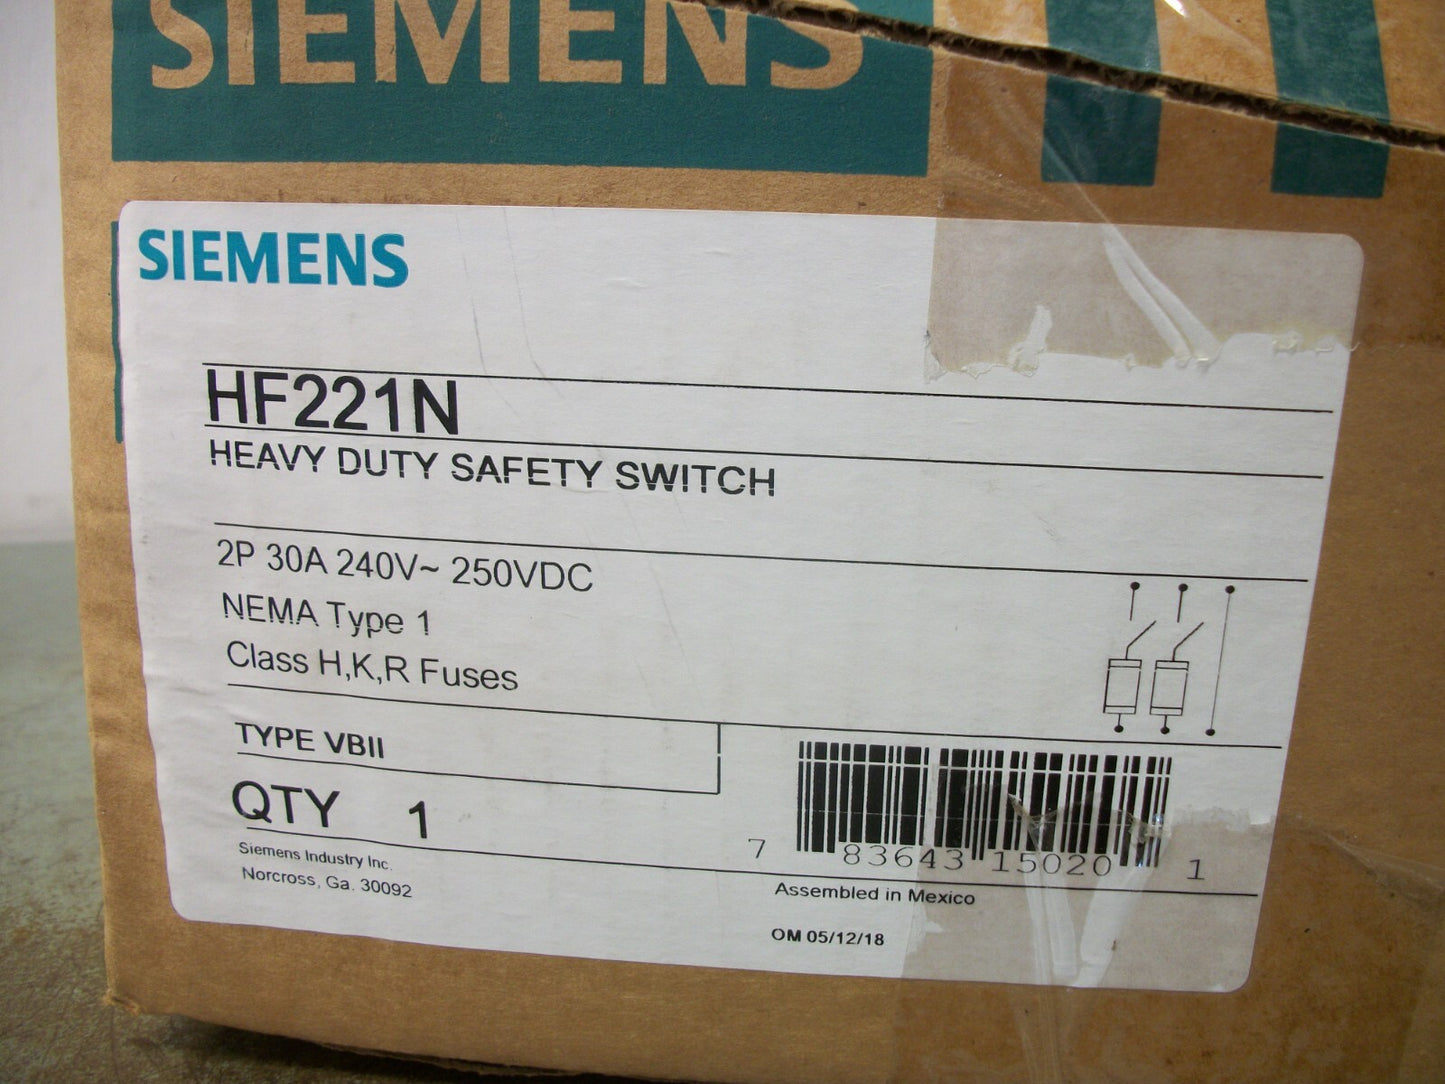 SIEMENS
SIEMENS
HF221N
HEAVY DUTY SAFETY SWITCH
2P 30A 240V~ 250VDC
NEMA Type 1
Class H,K,R Fuses
TYPE VBII
QTY 1
7 83643 15020 1
Siemens Industry Inc.
Norcross, Ga. 30092
Assembled in Mexico
OM 05/12/18